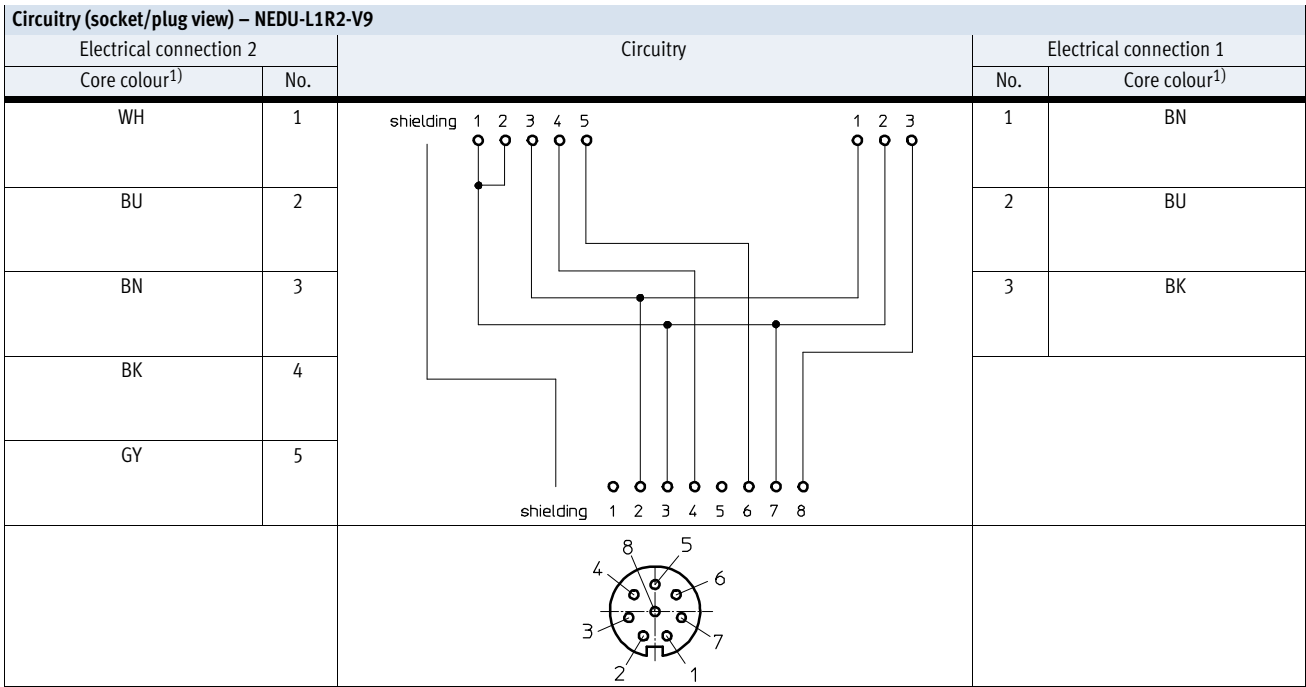 Circuitry (socket/plug view) – NEDU-L1R2-V9
Electrical connection 2 Circuitry Electrical connection 1
Core colour1) No. No. Core colour1)
WH 1 shielding 1 2 3 4 5 1 2 3 1 BN
BU 2 2 BU
BN 3 3 BK
BK 4
GY 5
shielding 1 2 3 4 5 6 7 8
8 5
4 6
3 7
2 1